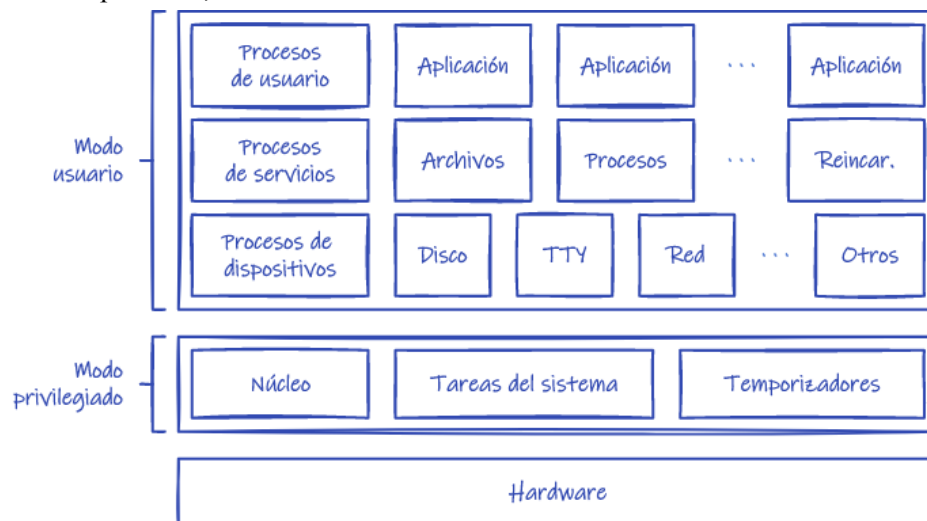 Procesos
de usuario
Aplicación
Aplicación
...
Aplicación
Modo
usuario
Procesos
de servicios
Archivos
Procesos
...
Reincar.
Procesos de
dispositivos
Disco
TTY
Red
...
Otros
Modo
privilegiado
Núcleo
Tareas del sistema
Temporizadores
Hardware